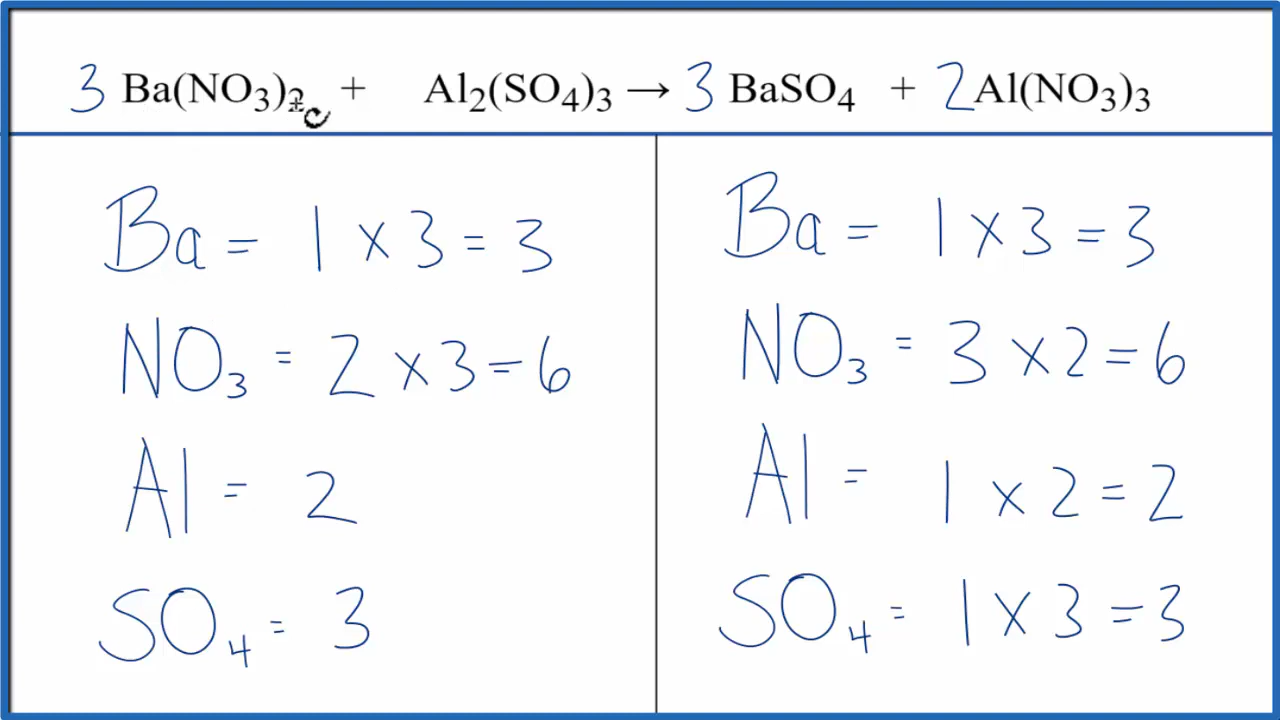 3 Ba(NO₃)₂ + Al₂(SO₄)₃ → 3 BaSO₄ + 2 Al(NO₃)₃
Ba = 1 x 3 = 3
NO₃ = 2 x 3 = 6
Al = 2
SO₄ = 3
Ba = 1 x 3 = 3
NO₃ = 3 x 2 = 6
Al = 1 x 2 = 2
SO₄ = 1 x 3 = 3